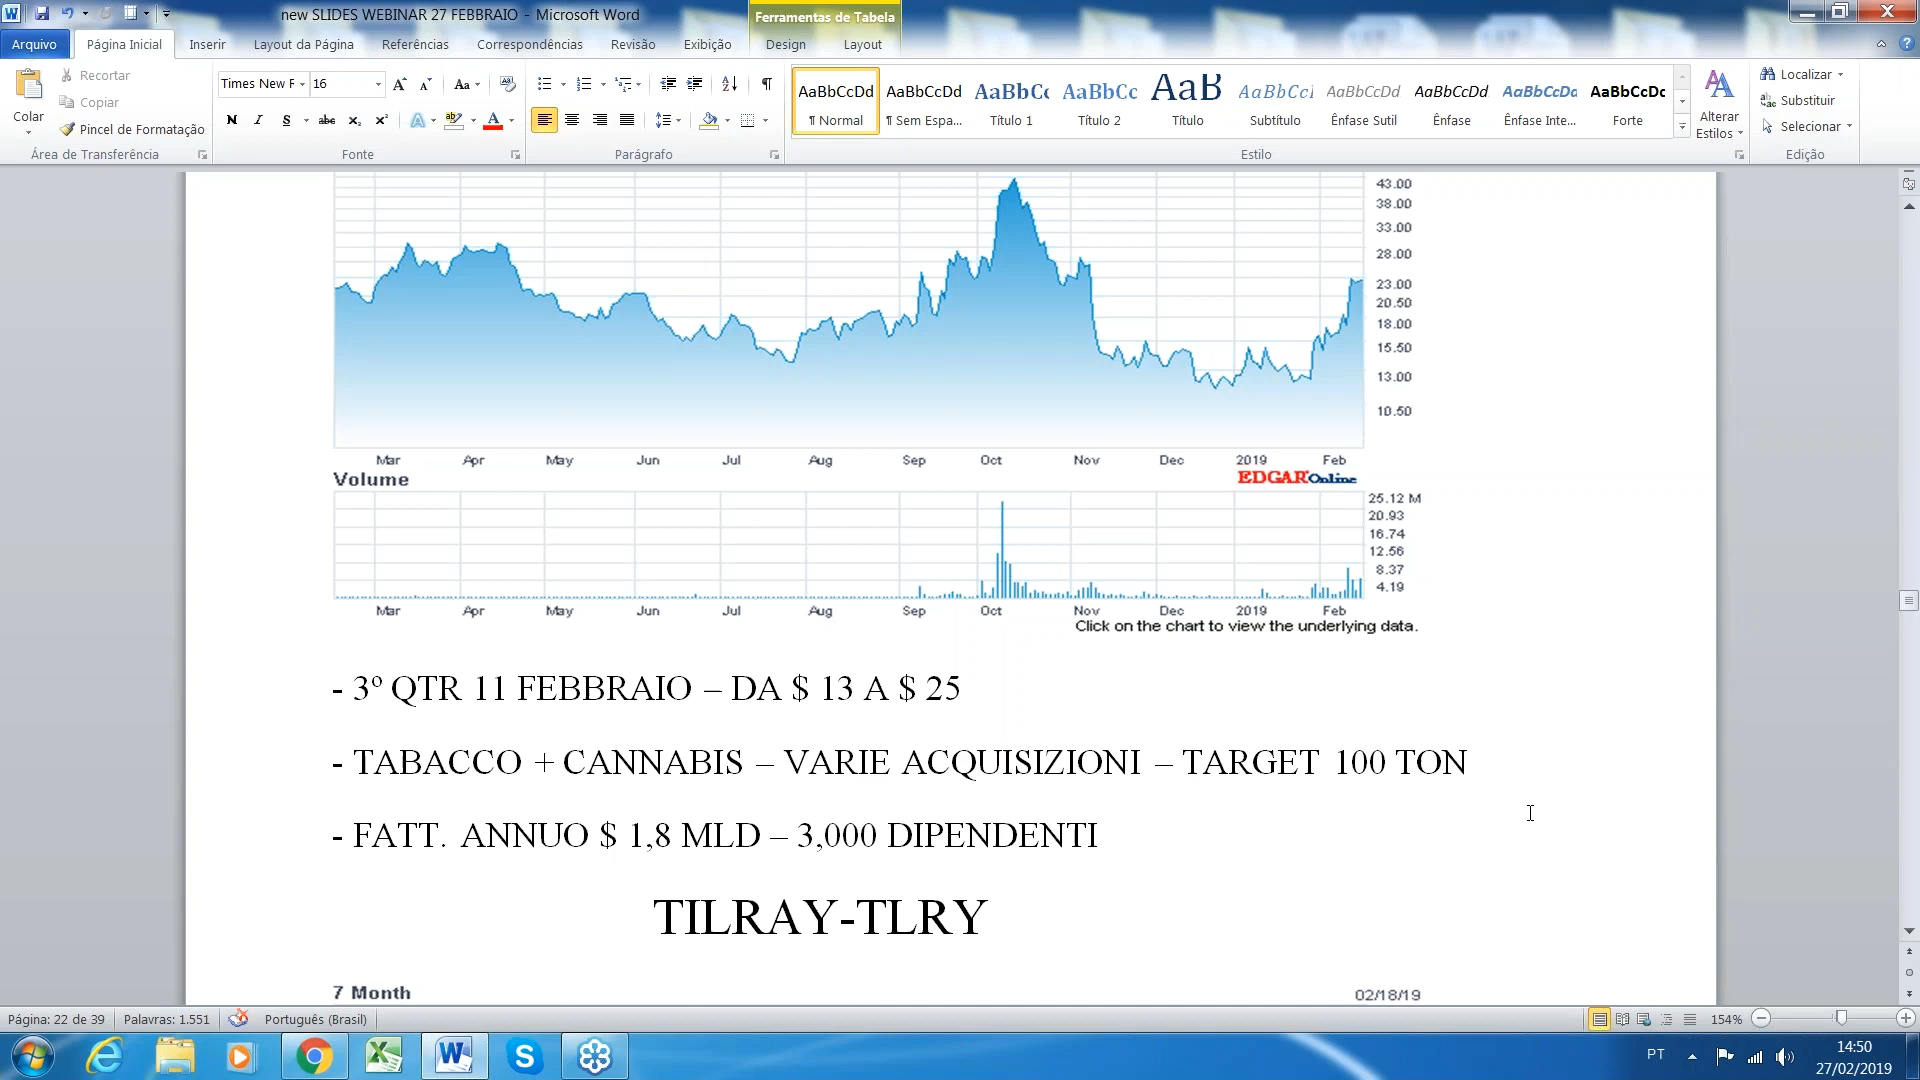 new SLIDES WEBINAR 27 FEBBRAIO - Microsoft Word
Ferramentas de Tabela
Arquivo Página Inicial Inserir Layout da Página Referências Correspondências Revisão Exibição Design Layout
Colar
Recortar
Copiar
Pincel de Formatação
Área de Transferência
Times New F 16
N I S abc x₂ x²
Fonte
Parágrafo
AaBbCcDd AaBbCcDd AaBbCc AaBbCc AaB AaBbCcI AaBbCcDd AaBbCcDd AaBbCcDd AaBbCcDc
¶ Normal ¶ Sem Espa... Título 1 Título 2 Título Subtítulo Ênfase Sutil Ênfase Ênfase Inte... Forte
Estilo
Alterar Estilos
Localizar
Substituir
Selecionar
Edição
43.00
38.00
33.00
28.00
23.00
20.50
18.00
15.50
13.00
10.50
Mar Apr May Jun Jul Aug Sep Oct Nov Dec 2019 Feb
Volume
EDGAR Online
25.12 M
20.93
16.74
12.56
8.37
4.19
Mar Apr May Jun Jul Aug Sep Oct Nov Dec 2019 Feb
Click on the chart to view the underlying data.
- 3º QTR 11 FEBBRAIO – DA $ 13 A $ 25
- TABACCO + CANNABIS – VARIE ACQUISIZIONI – TARGET 100 TON
- FATT. ANNUO $ 1,8 MLD – 3,000 DIPENDENTI
TILRAY-TLRY
7 Month 02/18/19
Página: 22 de 39 Palavras: 1.551 Português (Brasil) 154%
PT
14:50
27/02/2019